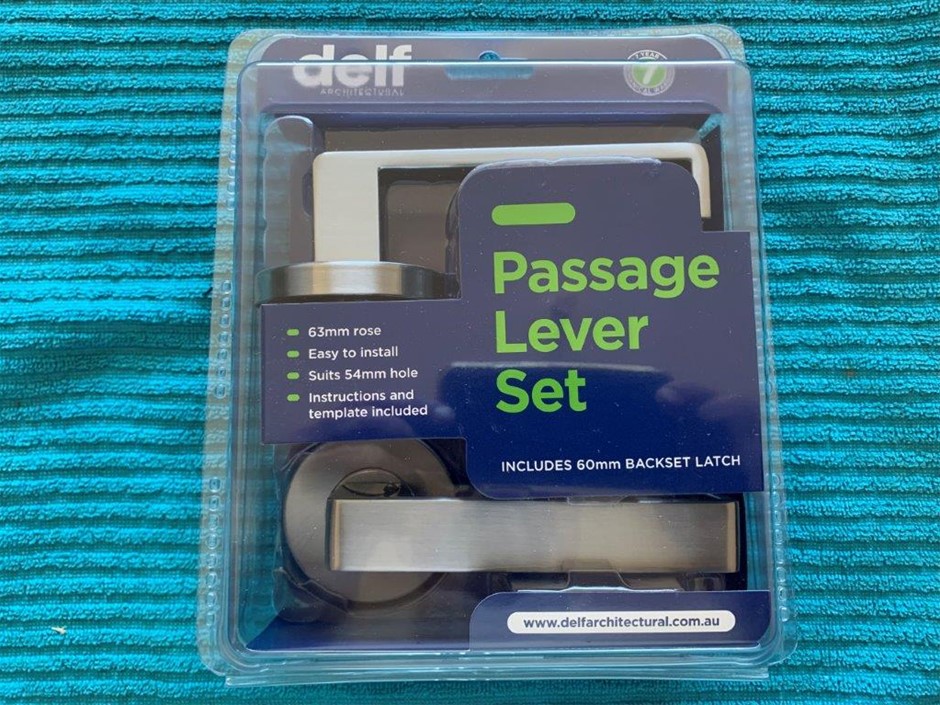 delf
ARCHITECTURAL
7
Passage
Lever
Set
63mm rose
Easy to install
Suits 54mm hole
Instructions and
template included
INCLUDES 60mm BACKSET LATCH
www.delfarchitectural.com.au